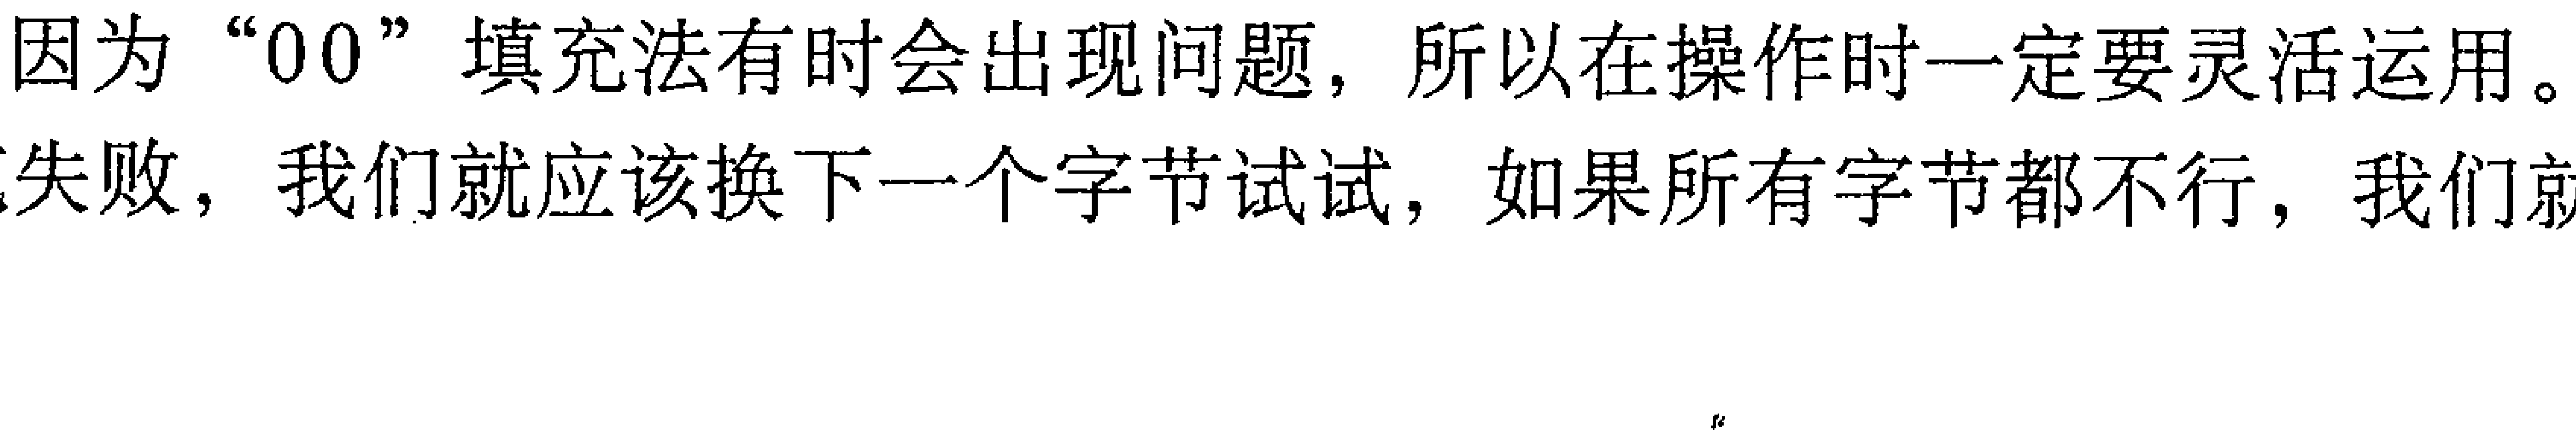 因为“00”填充法有时会出现问题，所以在操作时一定要灵活运用。
失败，我们就应该换下一个字节试试，如果所有字节都不行，我们就